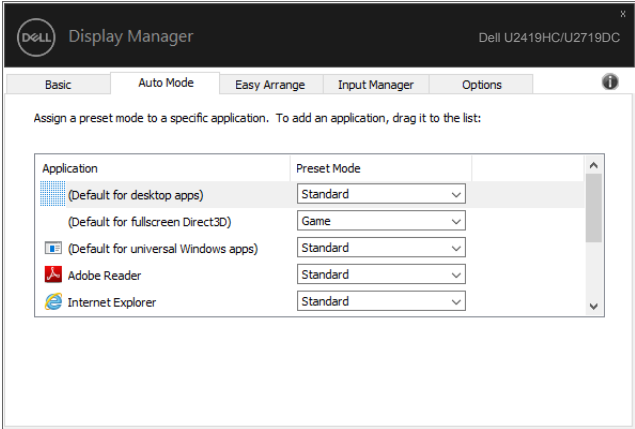 x
DELL Display Manager Dell U2419HC/U2719DC
Basic Auto Mode Easy Arrange Input Manager Options i
Assign a preset mode to a specific application. To add an application, drag it to the list:
Application Preset Mode
(Default for desktop apps) Standard
(Default for fullscreen Direct3D) Game
(Default for universal Windows apps) Standard
Adobe Reader Standard
Internet Explorer Standard